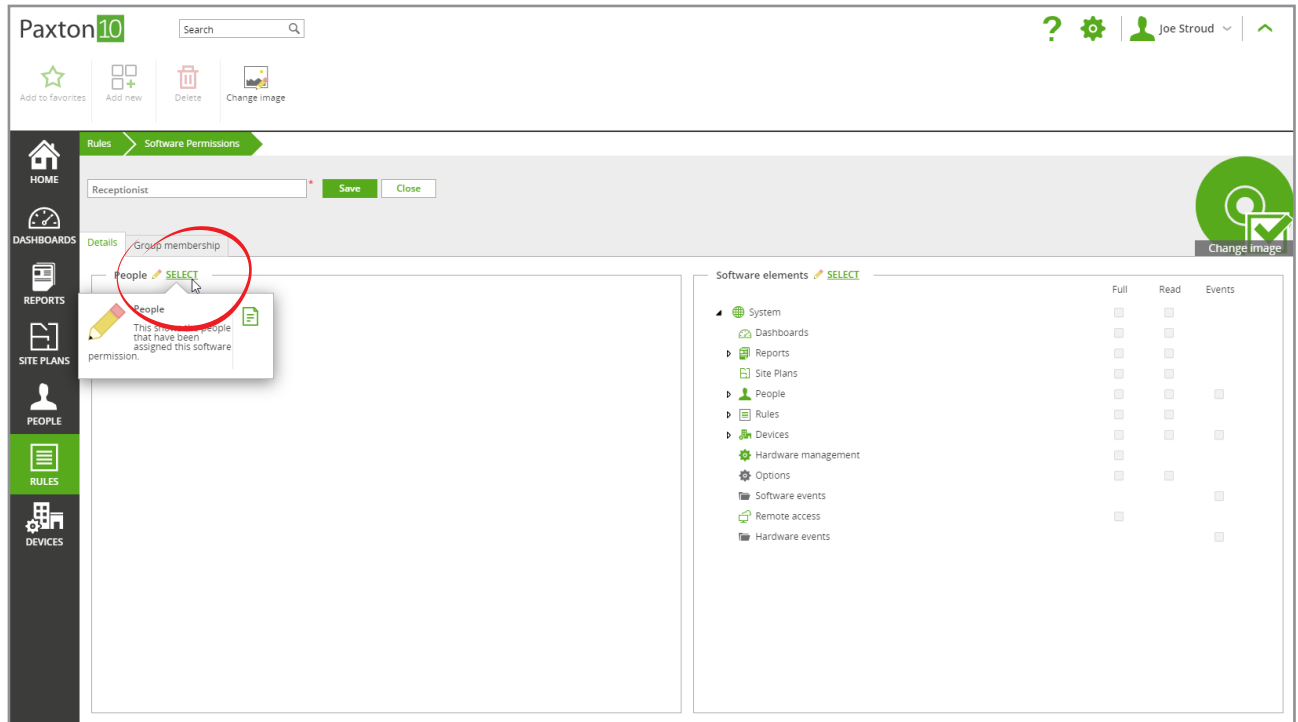 Paxton 10
Search
Joe Stroud
Add to favorites
Add new
Delete
Change image
HOME
DASHBOARDS
REPORTS
SITE PLANS
PEOPLE
RULES
DEVICES
Rules
Software Permissions
Receptionist
*
Save
Close
Change image
Details
Group membership
People
SELECT
People
This shows the people
that have been
assigned this software
permission.
Software elements
SELECT
Full
Read
Events
System
Dashboards
Reports
Site Plans
People
Rules
Devices
Hardware management
Options
Software events
Remote access
Hardware events